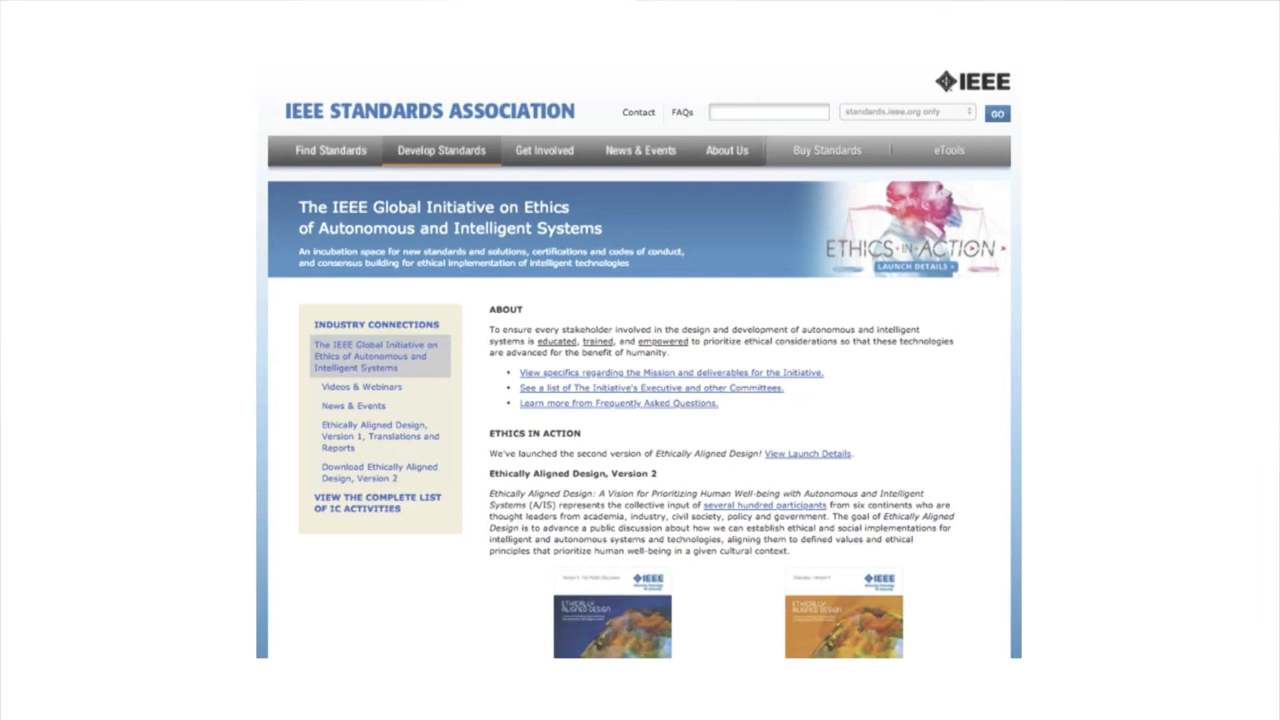 IEEE
IEEE STANDARDS ASSOCIATION
Contact
FAQs
standards.ieee.org only
GO
Find Standards
Develop Standards
Get Involved
News & Events
About Us
Buy Standards
eTools
The IEEE Global Initiative on Ethics
of Autonomous and Intelligent Systems
An incubation space for new standards and solutions, certifications and codes of conduct,
and consensus building for ethical implementation of intelligent technologies
ETHICS·IN·ACTION
LAUNCH DETAILS >
INDUSTRY CONNECTIONS
The IEEE Global Initiative on
Ethics of Autonomous and
Intelligent Systems
Videos & Webinars
News & Events
Ethically Aligned Design,
Version 1, Translations and
Reports
Download Ethically Aligned
Design, Version 2
VIEW THE COMPLETE LIST
OF IC ACTIVITIES
ABOUT
To ensure every stakeholder involved in the design and development of autonomous and intelligent
systems is educated, trained, and empowered to prioritize ethical considerations so that these technologies
are advanced for the benefit of humanity.
• View specifics regarding the Mission and deliverables for the Initiative.
• See a list of The Initiative's Executive and other Committees.
• Learn more from Frequently Asked Questions.
ETHICS IN ACTION
We've launched the second version of Ethically Aligned Design! View Launch Details.
Ethically Aligned Design, Version 2
Ethically Aligned Design: A Vision for Prioritizing Human Well-being with Autonomous and Intelligent
Systems (A/IS) represents the collective input of several hundred participants from six continents who are
thought leaders from academia, industry, civil society, policy and government. The goal of Ethically Aligned
Design is to advance a public discussion about how we can establish ethical and social implementations for
intelligent and autonomous systems and technologies, aligning them to defined values and ethical
principles that prioritize human well-being in a given cultural context.
IEEE
ETHICALLY
ALIGNED DESIGN
IEEE
ETHICALLY
ALIGNED DESIGN